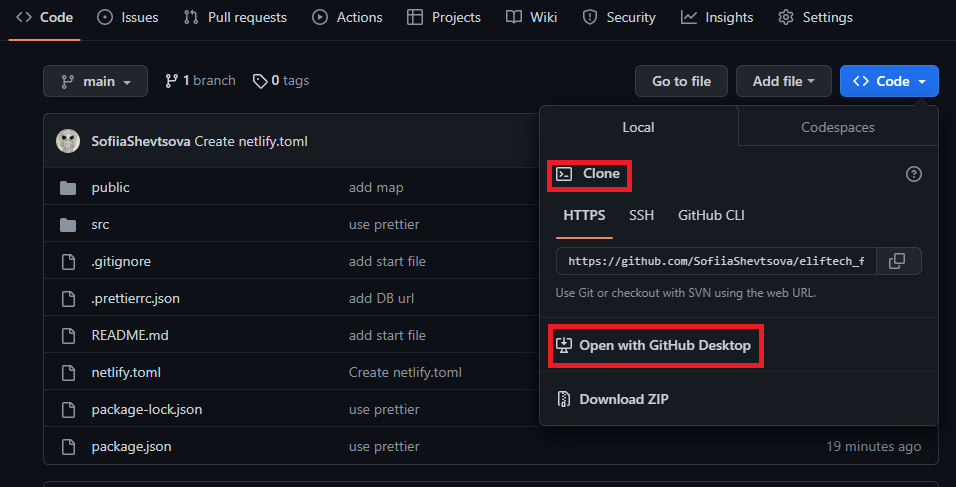 Code Issues Pull requests Actions Projects Wiki Security Insights Settings
main 1 branch 0 tags Go to file Add file Code
Local Codespaces
SofiiaShevtsova Create netlify.toml
Clone
public add map
HTTPS SSH GitHub CLI
src use prettier
.gitignore add start file
https://github.com/SofiiaShevtsova/eliftech_f
.prettierrc.json add DB url
Use Git or checkout with SVN using the web URL.
README.md add start file
Open with GitHub Desktop
netlify.toml Create netlify.toml
package-lock.json use prettier
Download ZIP
package.json use prettier 19 minutes ago